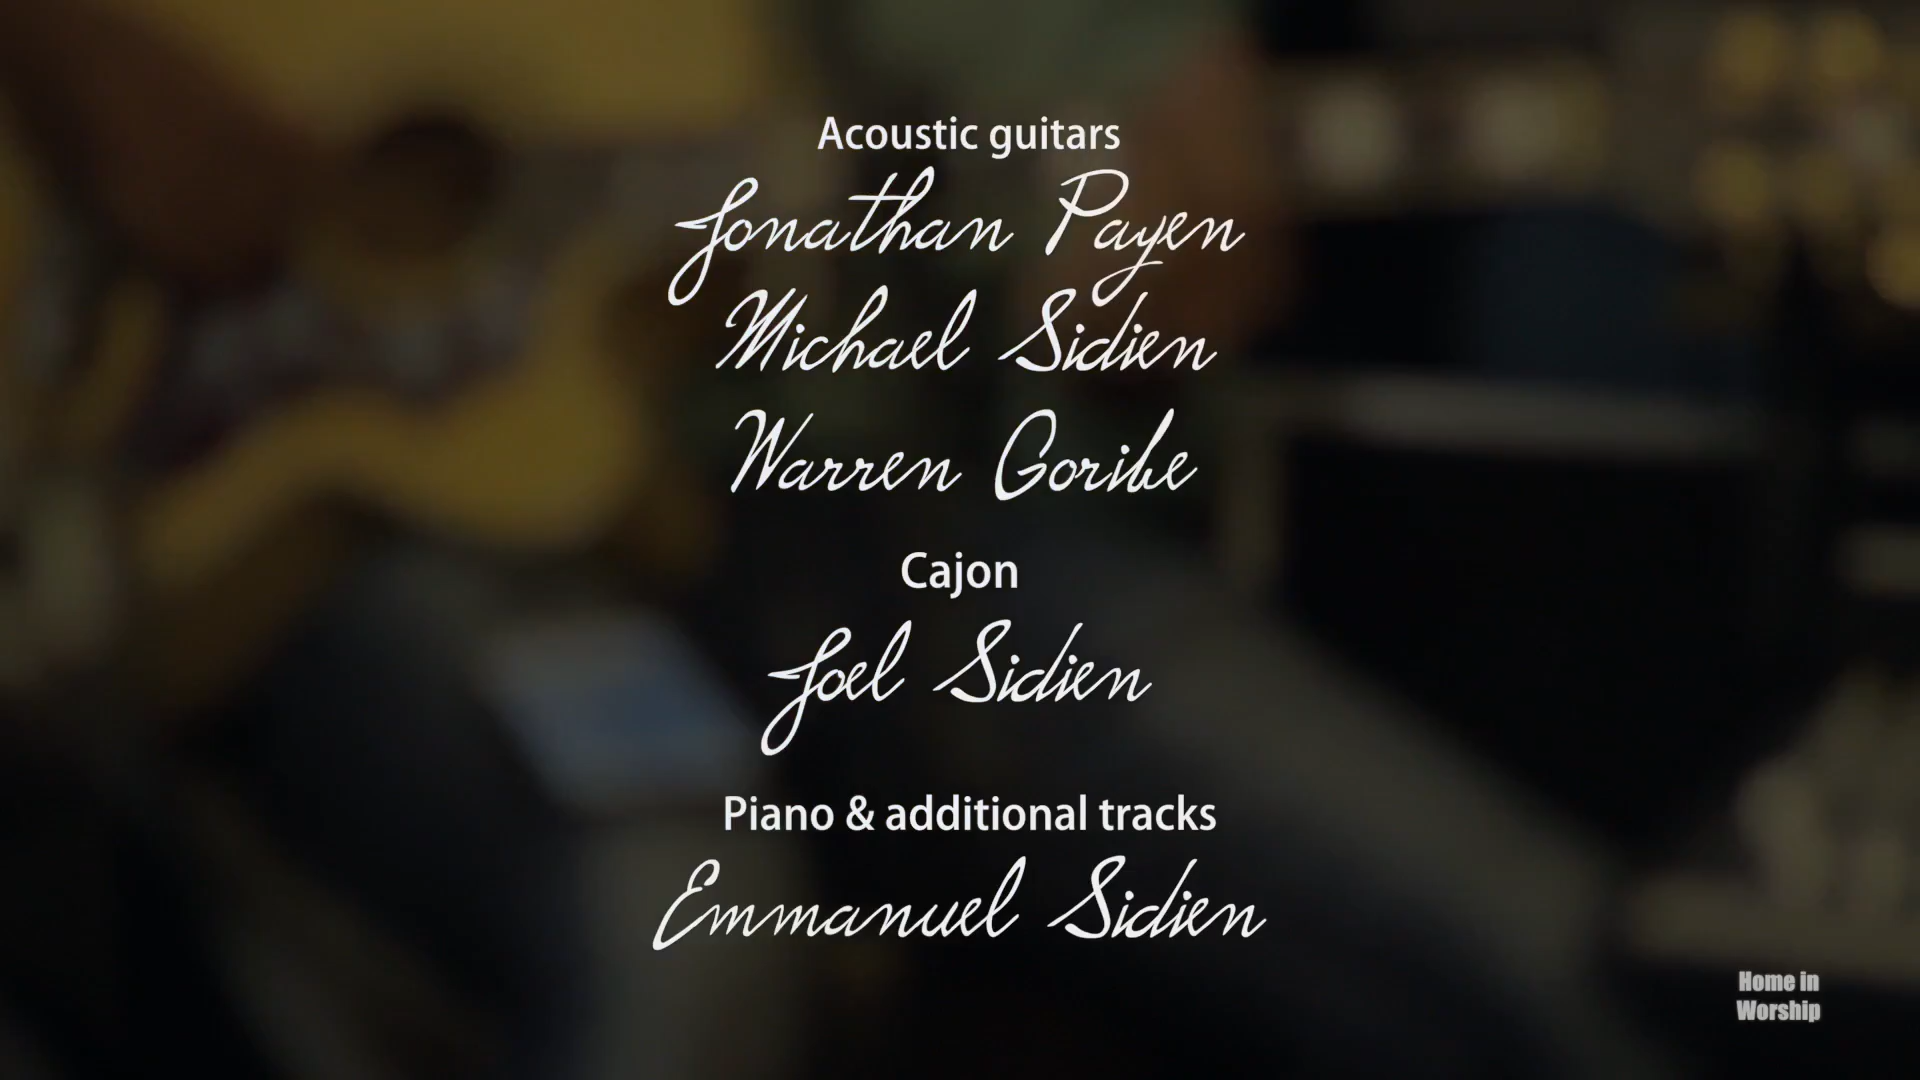 Acoustic guitars
Jonathan Payen
Michael Sidien
Warren Goribe
Cajon
Joel Sidien
Piano & additional tracks
Emmanuel Sidien
Home in
Worship